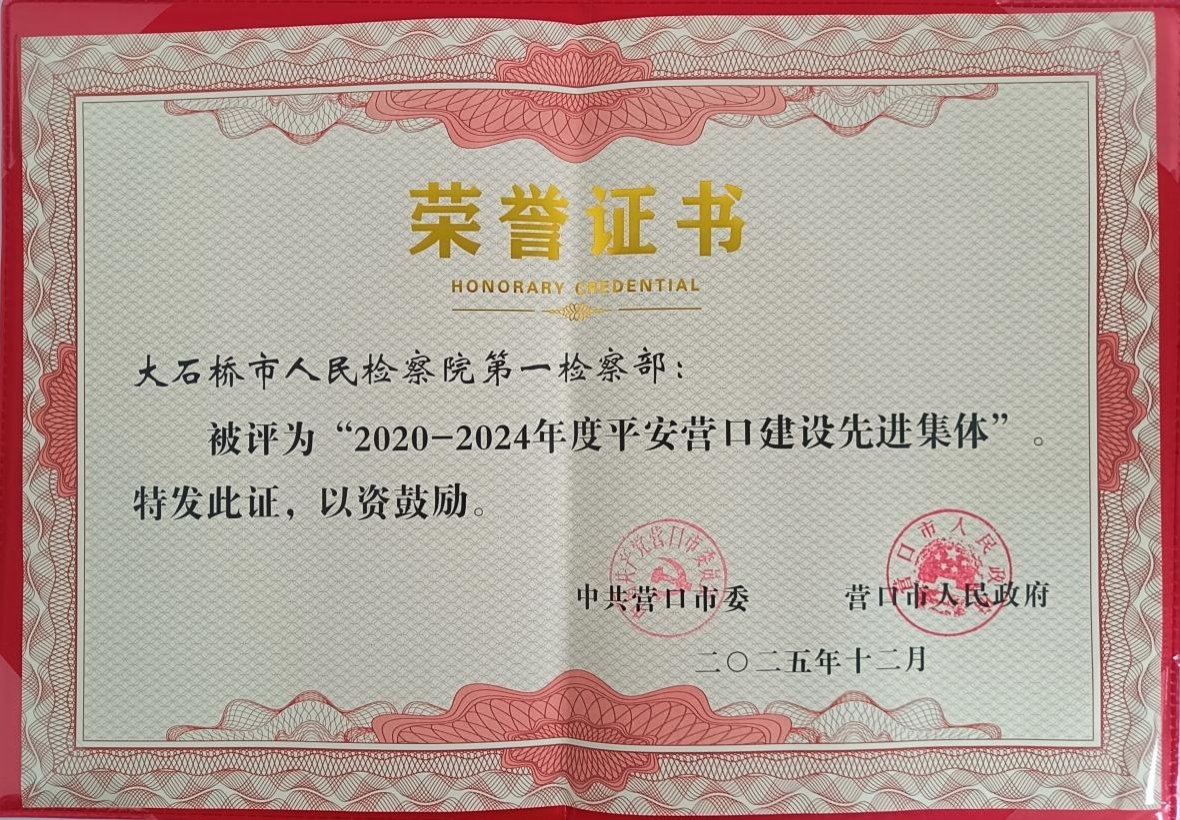 荣誉证书
HONORARY CREDENTIAL
大石桥市人民检察院第一检察部：
被评为“2020-2024年度平安营口建设先进集体”。
特发此证，以资鼓励。
中共营口市委 营口市人民政府
二〇二五年十二月